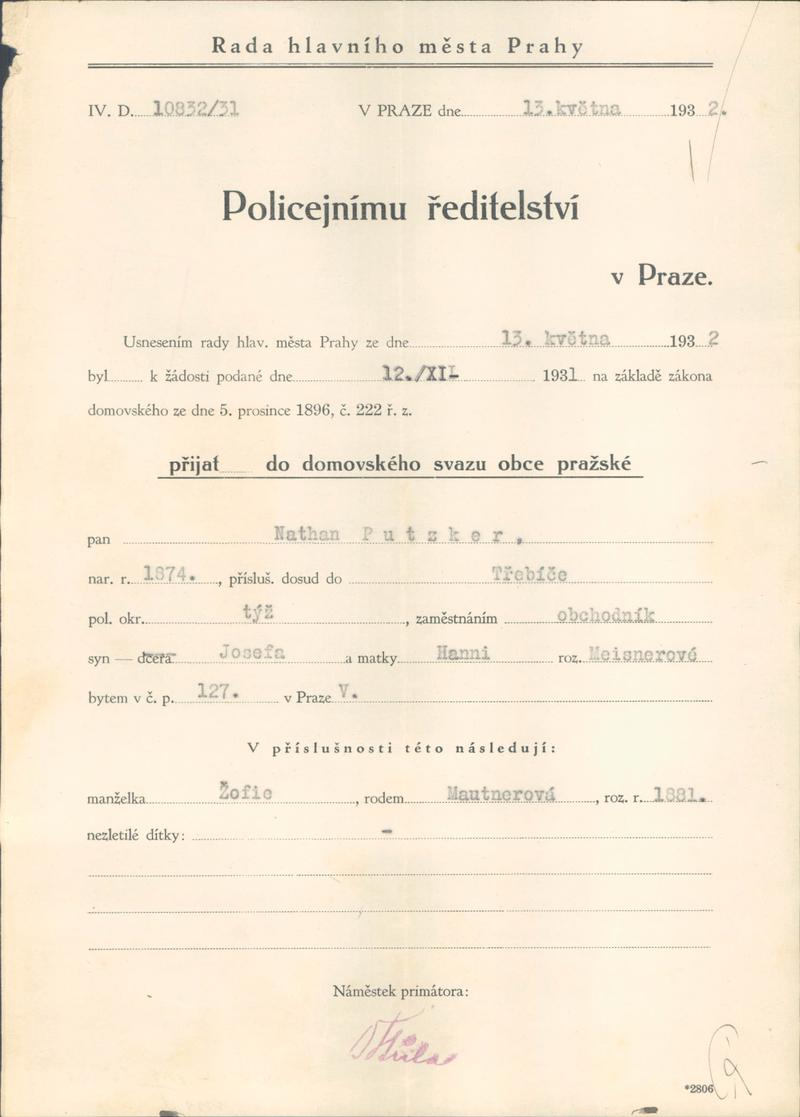 Rada hlavního města Prahy
IV. D. 10832/31 V PRAZE dne 13. května 1932.
Policejnímu ředitelství
v Praze.
Usnesením rady hlav. města Prahy ze dne 13. května 1932
byl k žádosti podané dne 12./XII 1931 na základě zákona
domovského ze dne 5. prosince 1896, č. 222 ř. z.
přijat do domovského svazu obce pražské
pan Nathan Putzker,
nar. r. 1874., přísluš. dosud do Třebíče
pol. okr. týž, zaměstnáním obchodník
syn — dcera Josefa a matky Hanni roz. Meisnerové
bytem v č. p. 127. v Praze V.
V příslušnosti této následují:
manželka Žofie, rodem Mautnerová, roz. r. 1881.
nezletilé dítky: -
Náměstek primátora:
*2806